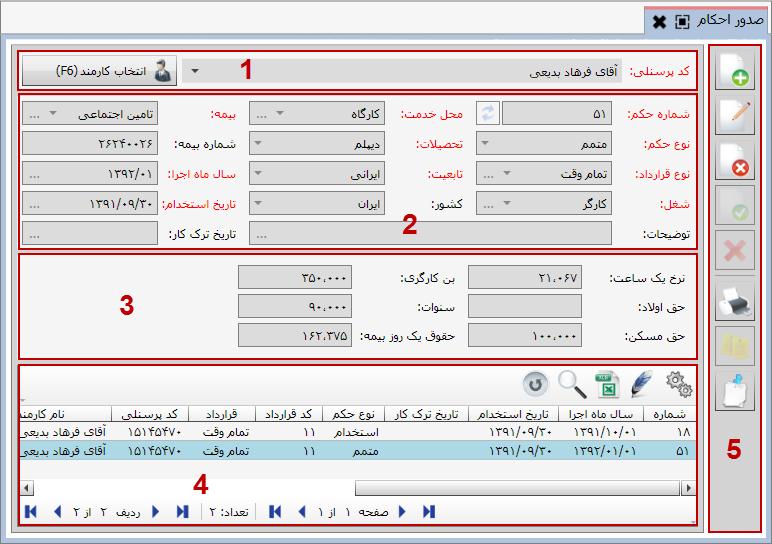 صدور احکام
کد پرسنلی: آقای فرهاد بدیعی انتخاب کارمند (F6)
1
شماره حکم: ۵۱ محل خدمت: کارگاه ... بیمه: تامین اجتماعی ...
نوع حکم: متمم تحصیلات: دیپلم شماره بیمه: ۲۶۲۴۰۰۲۶
نوع قرارداد: تمام وقت ... تابعیت: ایرانی سال ماه اجرا: ۱۳۹۲/۰۱ ...
شغل: کارگر ... کشور: ایران تاریخ استخدام: ۱۳۹۱/۰۹/۳۰ ...
2
توضیحات: ... تاریخ ترک کار: ...
نرخ یک ساعت: ۲۱،۰۶۷ بن کارگری: ۳۵۰،۰۰۰
حق اولاد: سنوات: ۹۰،۰۰۰
3
حق مسکن: ۱۰۰،۰۰۰ حقوق یک روز بیمه: ۱۶۲،۳۷۵
شماره سال ماه اجرا تاریخ استخدام تاریخ ترک کار نوع حکم کد قرارداد قرارداد کد پرسنلی نام کارمند
۱۸ ۱۳۹۱/۱۰/۰۱ ۱۳۹۱/۰۹/۳۰ استخدام ۱۱ تمام وقت ۱۵۱۴۵۴۷۰ آقای فرهاد بدیعی
۵۱ ۱۳۹۲/۰۱/۰۱ ۱۳۹۱/۰۹/۳۰ متمم ۱۱ تمام وقت ۱۵۱۴۵۴۷۰ آقای فرهاد بدیعی
4
صفحه ۱ از ۱ تعداد: ۲ ردیف ۲ از ۲
5